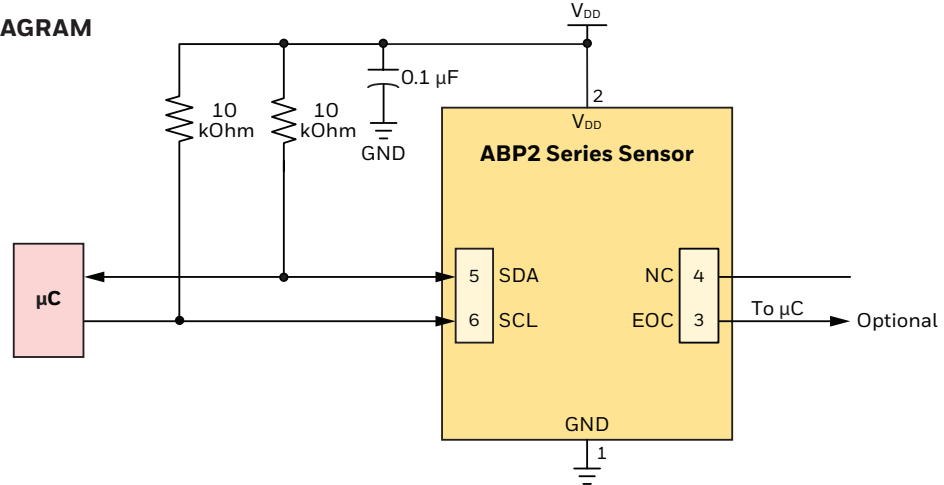 AGRAM
VDD
0.1 µF
10
kOhm
10
kOhm
GND
2
VDD
ABP2 Series Sensor
µC
5 SDA
6 SCL
NC 4
EOC 3
To µC
Optional
GND
1